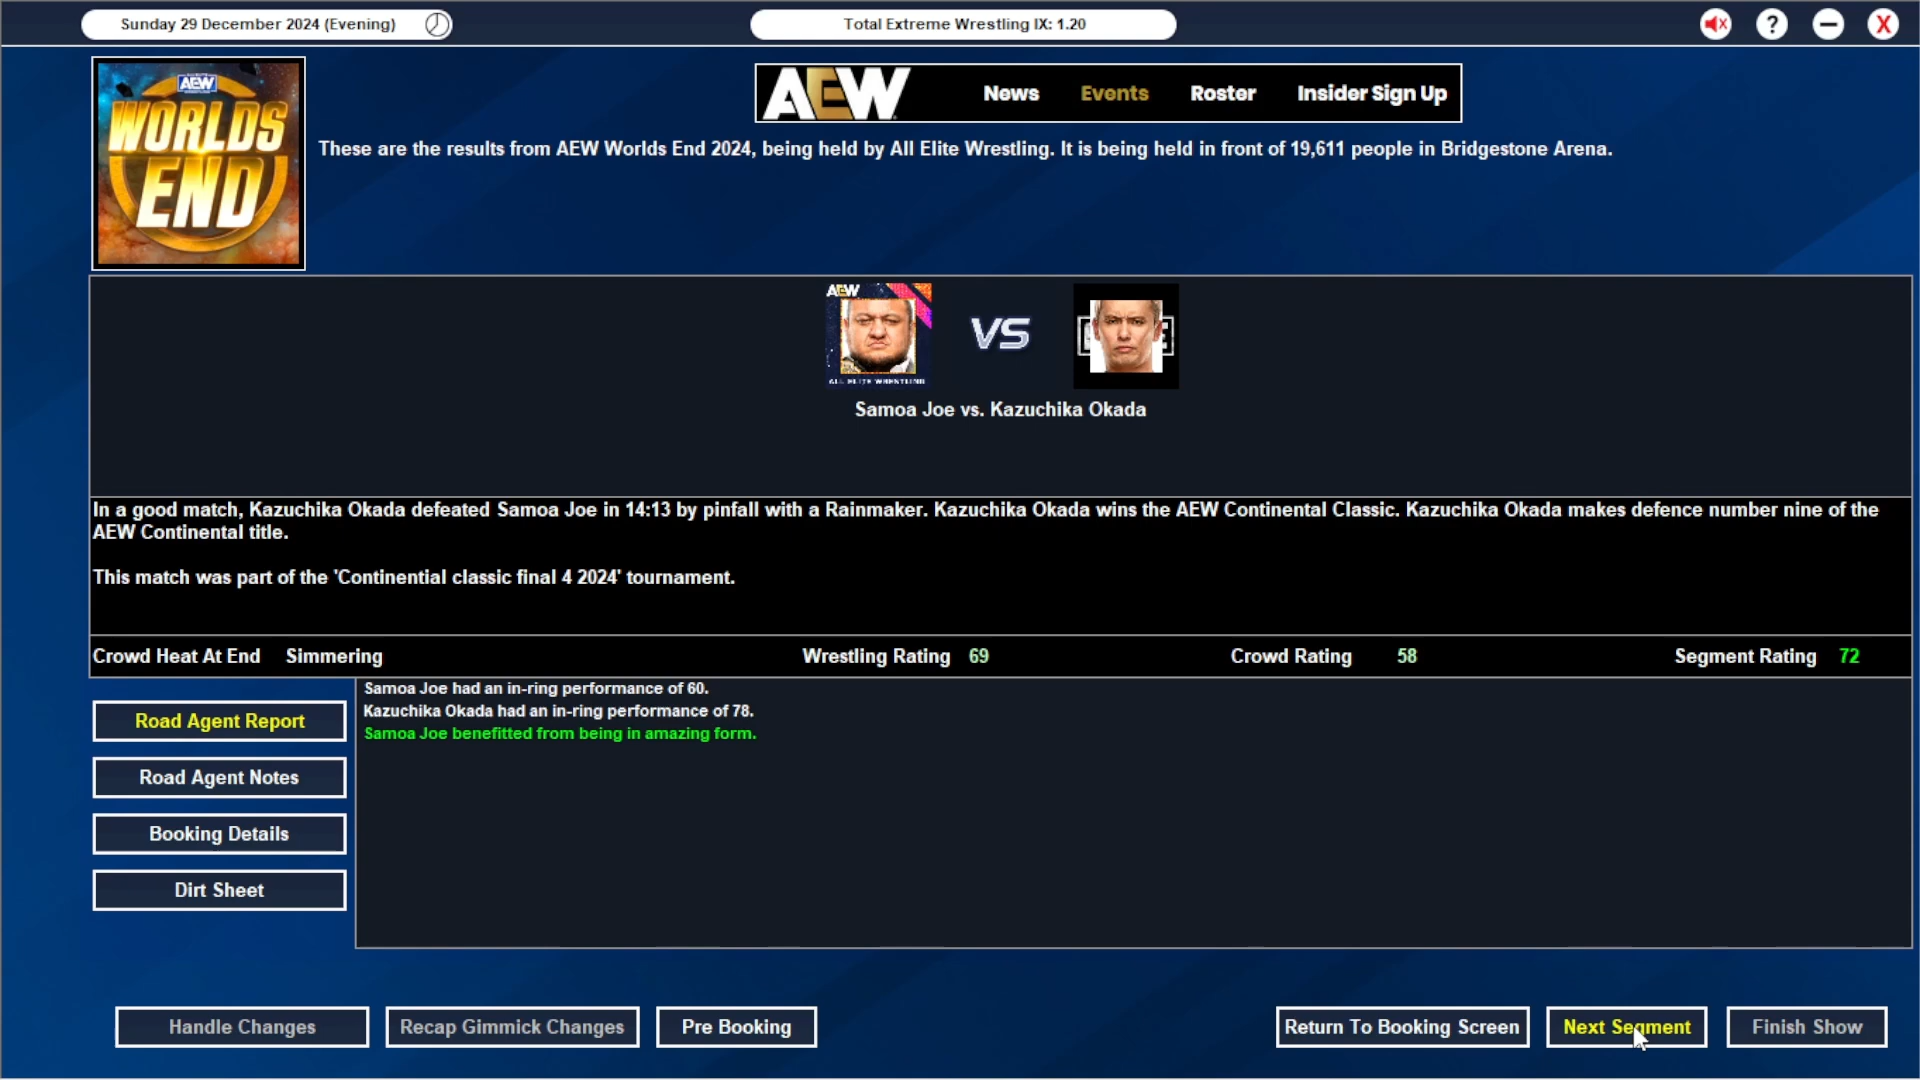 Sunday 29 December 2024 (Evening)
Total Extreme Wrestling IX: 1.20
?
X
AEW
WORLDS
END
AEW
News
Events
Roster
Insider Sign Up
These are the results from AEW Worlds End 2024, being held by All Elite Wrestling. It is being held in front of 19,611 people in Bridgestone Arena.
AEW
ALL ELITE WRESTLING
VS
Samoa Joe vs. Kazuchika Okada
In a good match, Kazuchika Okada defeated Samoa Joe in 14:13 by pinfall with a Rainmaker. Kazuchika Okada wins the AEW Continental Classic. Kazuchika Okada makes defence number nine of the
AEW Continental title.
This match was part of the 'Continential classic final 4 2024' tournament.
Crowd Heat At End Simmering Wrestling Rating 69 Crowd Rating 58 Segment Rating 72
Samoa Joe had an in-ring performance of 60.
Kazuchika Okada had an in-ring performance of 78.
Samoa Joe benefitted from being in amazing form.
Road Agent Report
Road Agent Notes
Booking Details
Dirt Sheet
Handle Changes
Recap Gimmick Changes
Pre Booking
Return To Booking Screen
Next Segment
Finish Show